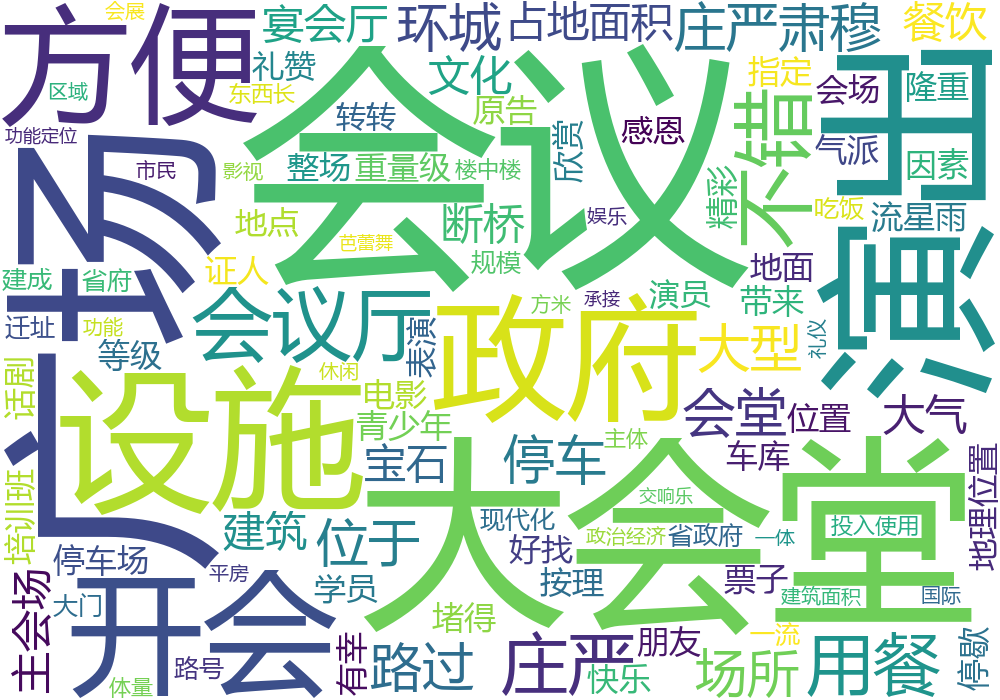 会展
方便
宴会厅
环城
占地面积
庄严肃穆
餐饮
礼赞
文化
指定
会场
隆重
区域
东西长
会议
原告
转转
感恩
不错
演出
功能定位
广场
市民
影视
整场
重量级
楼中楼
欣赏
气派
因素
精彩
吃饭
地点
断桥
娱乐
流星雨
芭蕾舞
规模
地面
建成
省府
证人
会议厅
方米
承接
演员
带来
迁址
功能
等级
表演
政府
大型
礼仪
话剧
设施
休闲
电影
青少年
会堂
位置
大气
宝石
停车
主体
车库
大会堂
地理位置
培训班
建筑
位于
现代化
交响乐
投入使用
停车场
好找
政治经济
省政府
一体
平房
开会
学员
按理
票子
建筑面积
国际
主会场
大门
堵得
有幸
路过
庄严
朋友
一流
用餐
停歇
路号
体量
快乐
场所